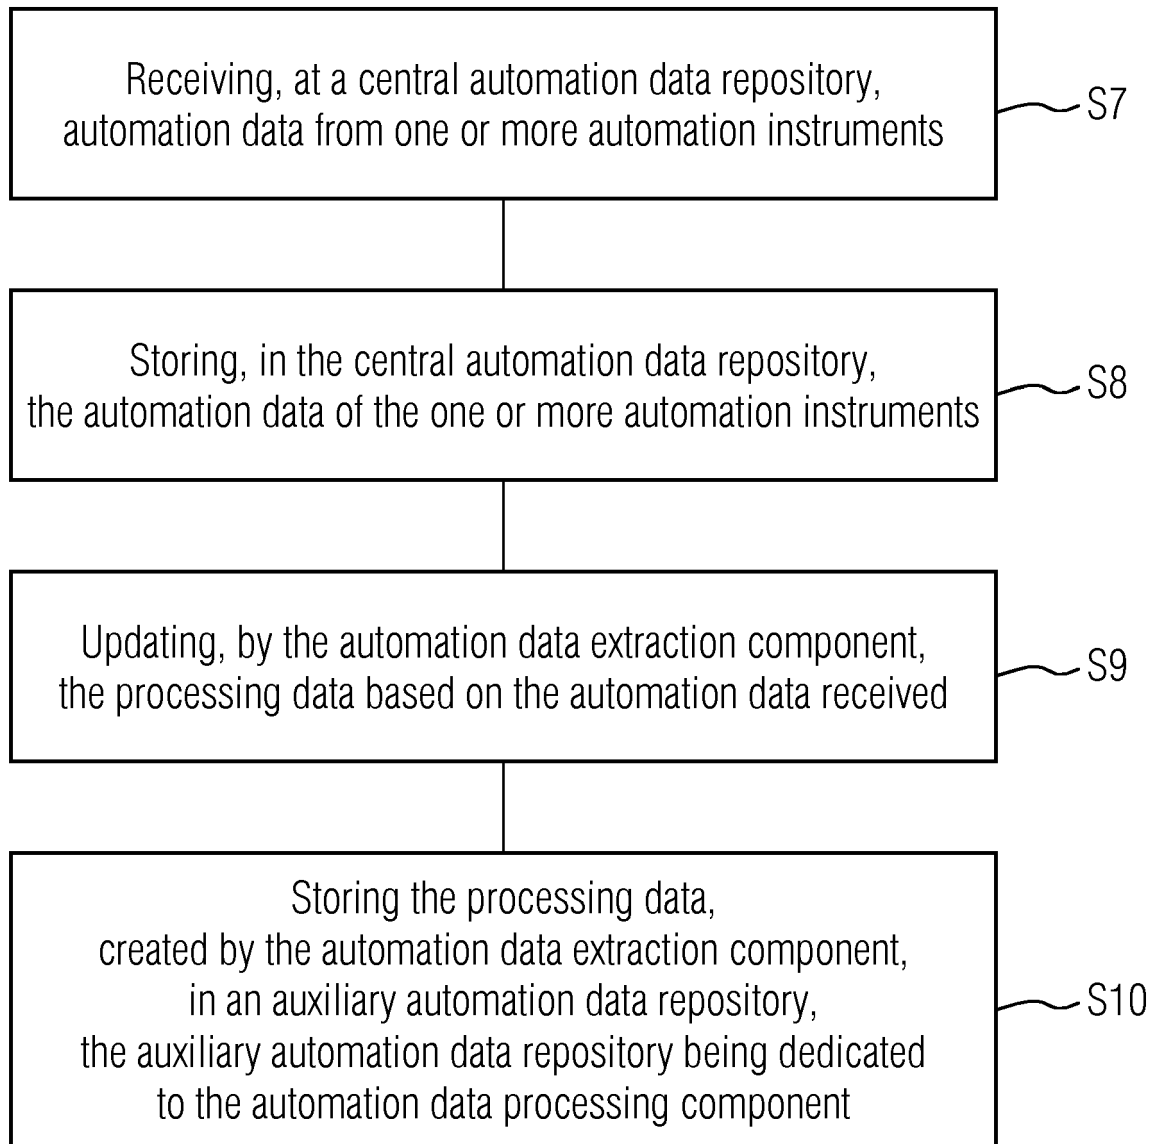 Receiving, at a central automation data repository,
automation data from one or more automation instruments
S7
Storing, in the central automation data repository,
the automation data of the one or more automation instruments
S8
Updating, by the automation data extraction component,
the processing data based on the automation data received
S9
Storing the processing data,
created by the automation data extraction component,
in an auxiliary automation data repository,
the auxiliary automation data repository being dedicated
to the automation data processing component
S10